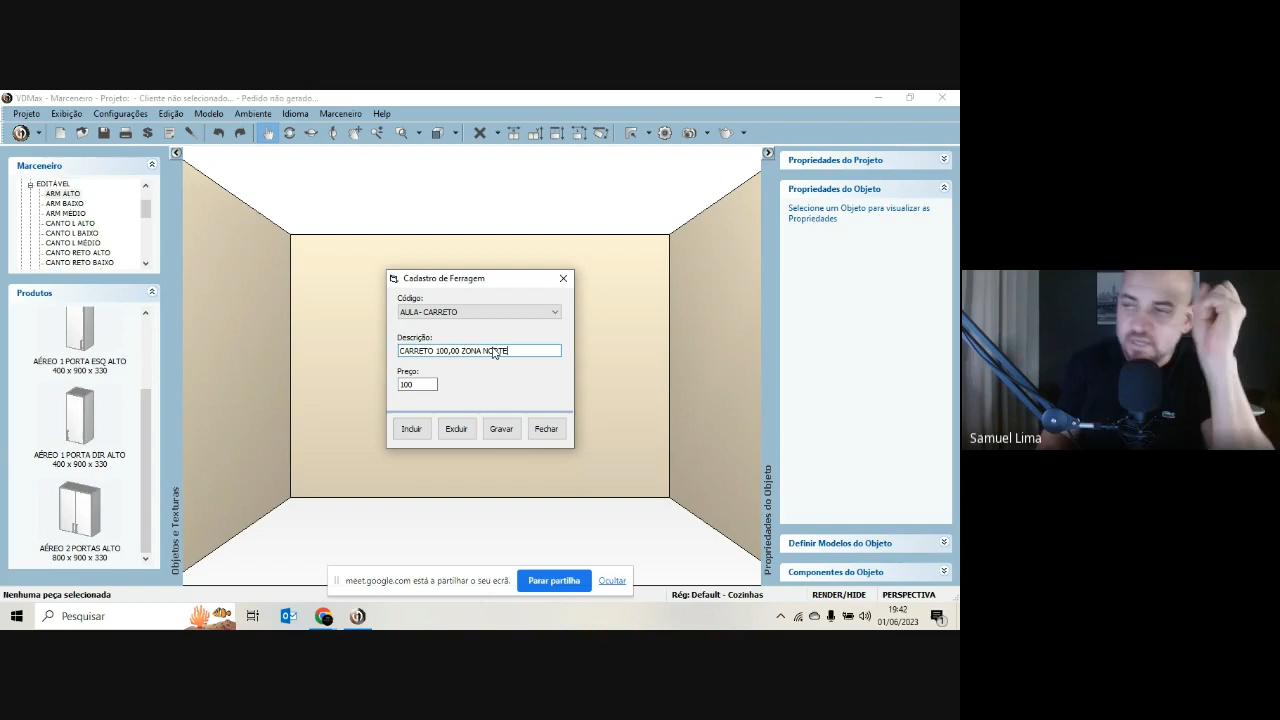 VDMax - Marceneiro - Projeto: - Cliente não selecionado... - Pedido não gerado...
Projeto Exibição Configurações Edição Modelo Ambiente Idioma Marceneiro Help
Marceneiro
EDITÁVEL
ARM ALTO
ARM BAIXO
ARM MÉDIO
CANTO L ALTO
CANTO L BAIXO
CANTO L MÉDIO
CANTO RETO ALTO
CANTO RETO BAIXO
Produtos
AÉREO 1 PORTA ESQ ALTO
400 x 900 x 330
AÉREO 1 PORTA DIR ALTO
400 x 900 x 330
AÉREO 2 PORTAS ALTO
800 x 900 x 330
Objetos e Texturas
Cadastro de Ferragem
Código:
AULA- CARRETO
Descrição:
CARRETO 100,00 ZONA NORTE
Preço:
100
Incluir Excluir Gravar Fechar
Propriedades do Objeto
Propriedades do Projeto
Propriedades do Objeto
Selecione um Objeto para visualizar as
Propriedades
Definir Modelos do Objeto
Componentes do Objeto
meet.google.com está a partilhar o seu ecrã. Parar partilha Ocultar
Nenhuma peça selecionada Rég: Default - Cozinhas RENDER/HIDE PERSPECTIVA
Pesquisar
19:42
01/06/2023
1
Samuel Lima